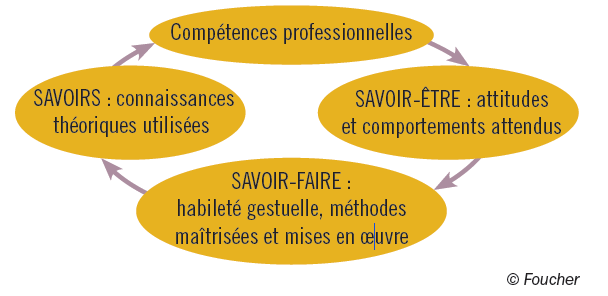 Compétences professionnelles
SAVOIRS : connaissances
théoriques utilisées
SAVOIR-ÊTRE : attitudes
et comportements attendus
SAVOIR-FAIRE :
habileté gestuelle, méthodes
maîtrisées et mises en œuvre
© Foucher